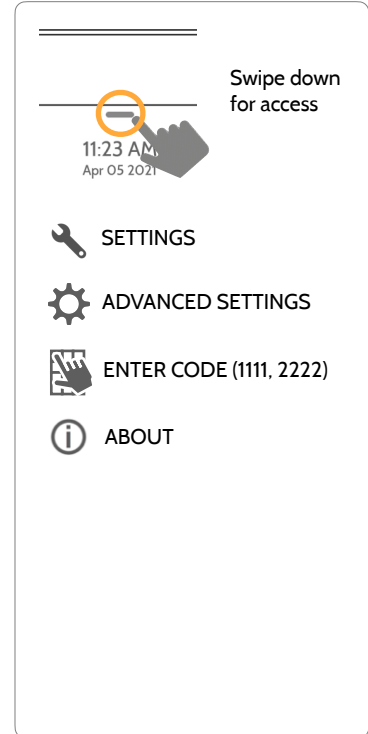 Swipe down
for access
11:23 AM
Apr 05 2021
SETTINGS
ADVANCED SETTINGS
ENTER CODE (1111, 2222)
ABOUT